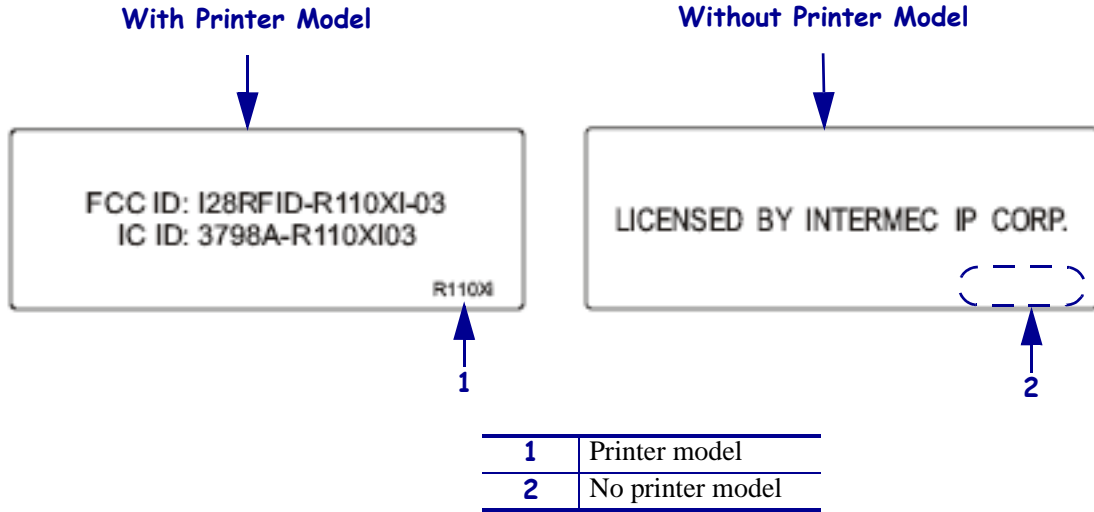 With Printer Model
Without Printer Model
FCC ID: I28RFID-R110XI-03
IC ID: 3798A-R110XI03
R110XI
LICENSED BY INTERMEC IP CORP.
1
2
1 Printer model
2 No printer model